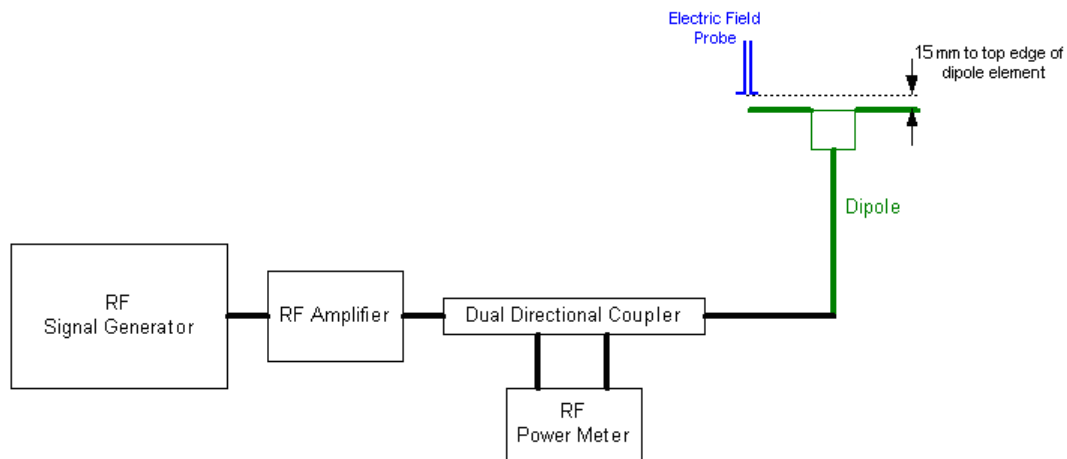 Electric Field
Probe
15 mm to top edge of
dipole element
Dipole
RF
Signal Generator
RF Amplifier
Dual Directional Coupler
RF
Power Meter